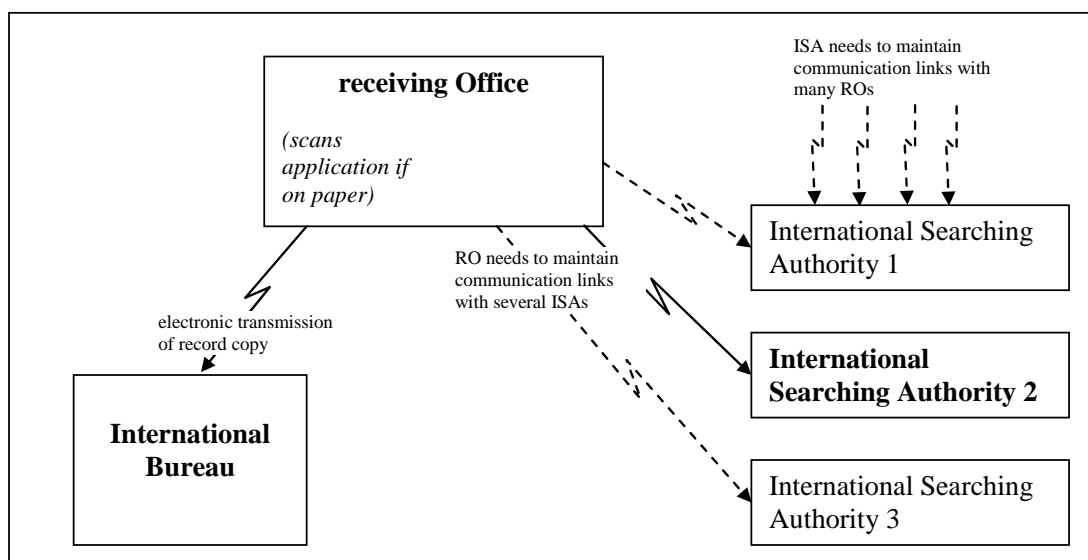 receiving Office
(scans
application if
on paper)
ISA needs to maintain
communication links with
many ROs
International Searching
Authority 1
RO needs to maintain
communication links
with several ISAs
electronic transmission
of record copy
International
Searching Authority 2
International
Bureau
International Searching
Authority 3